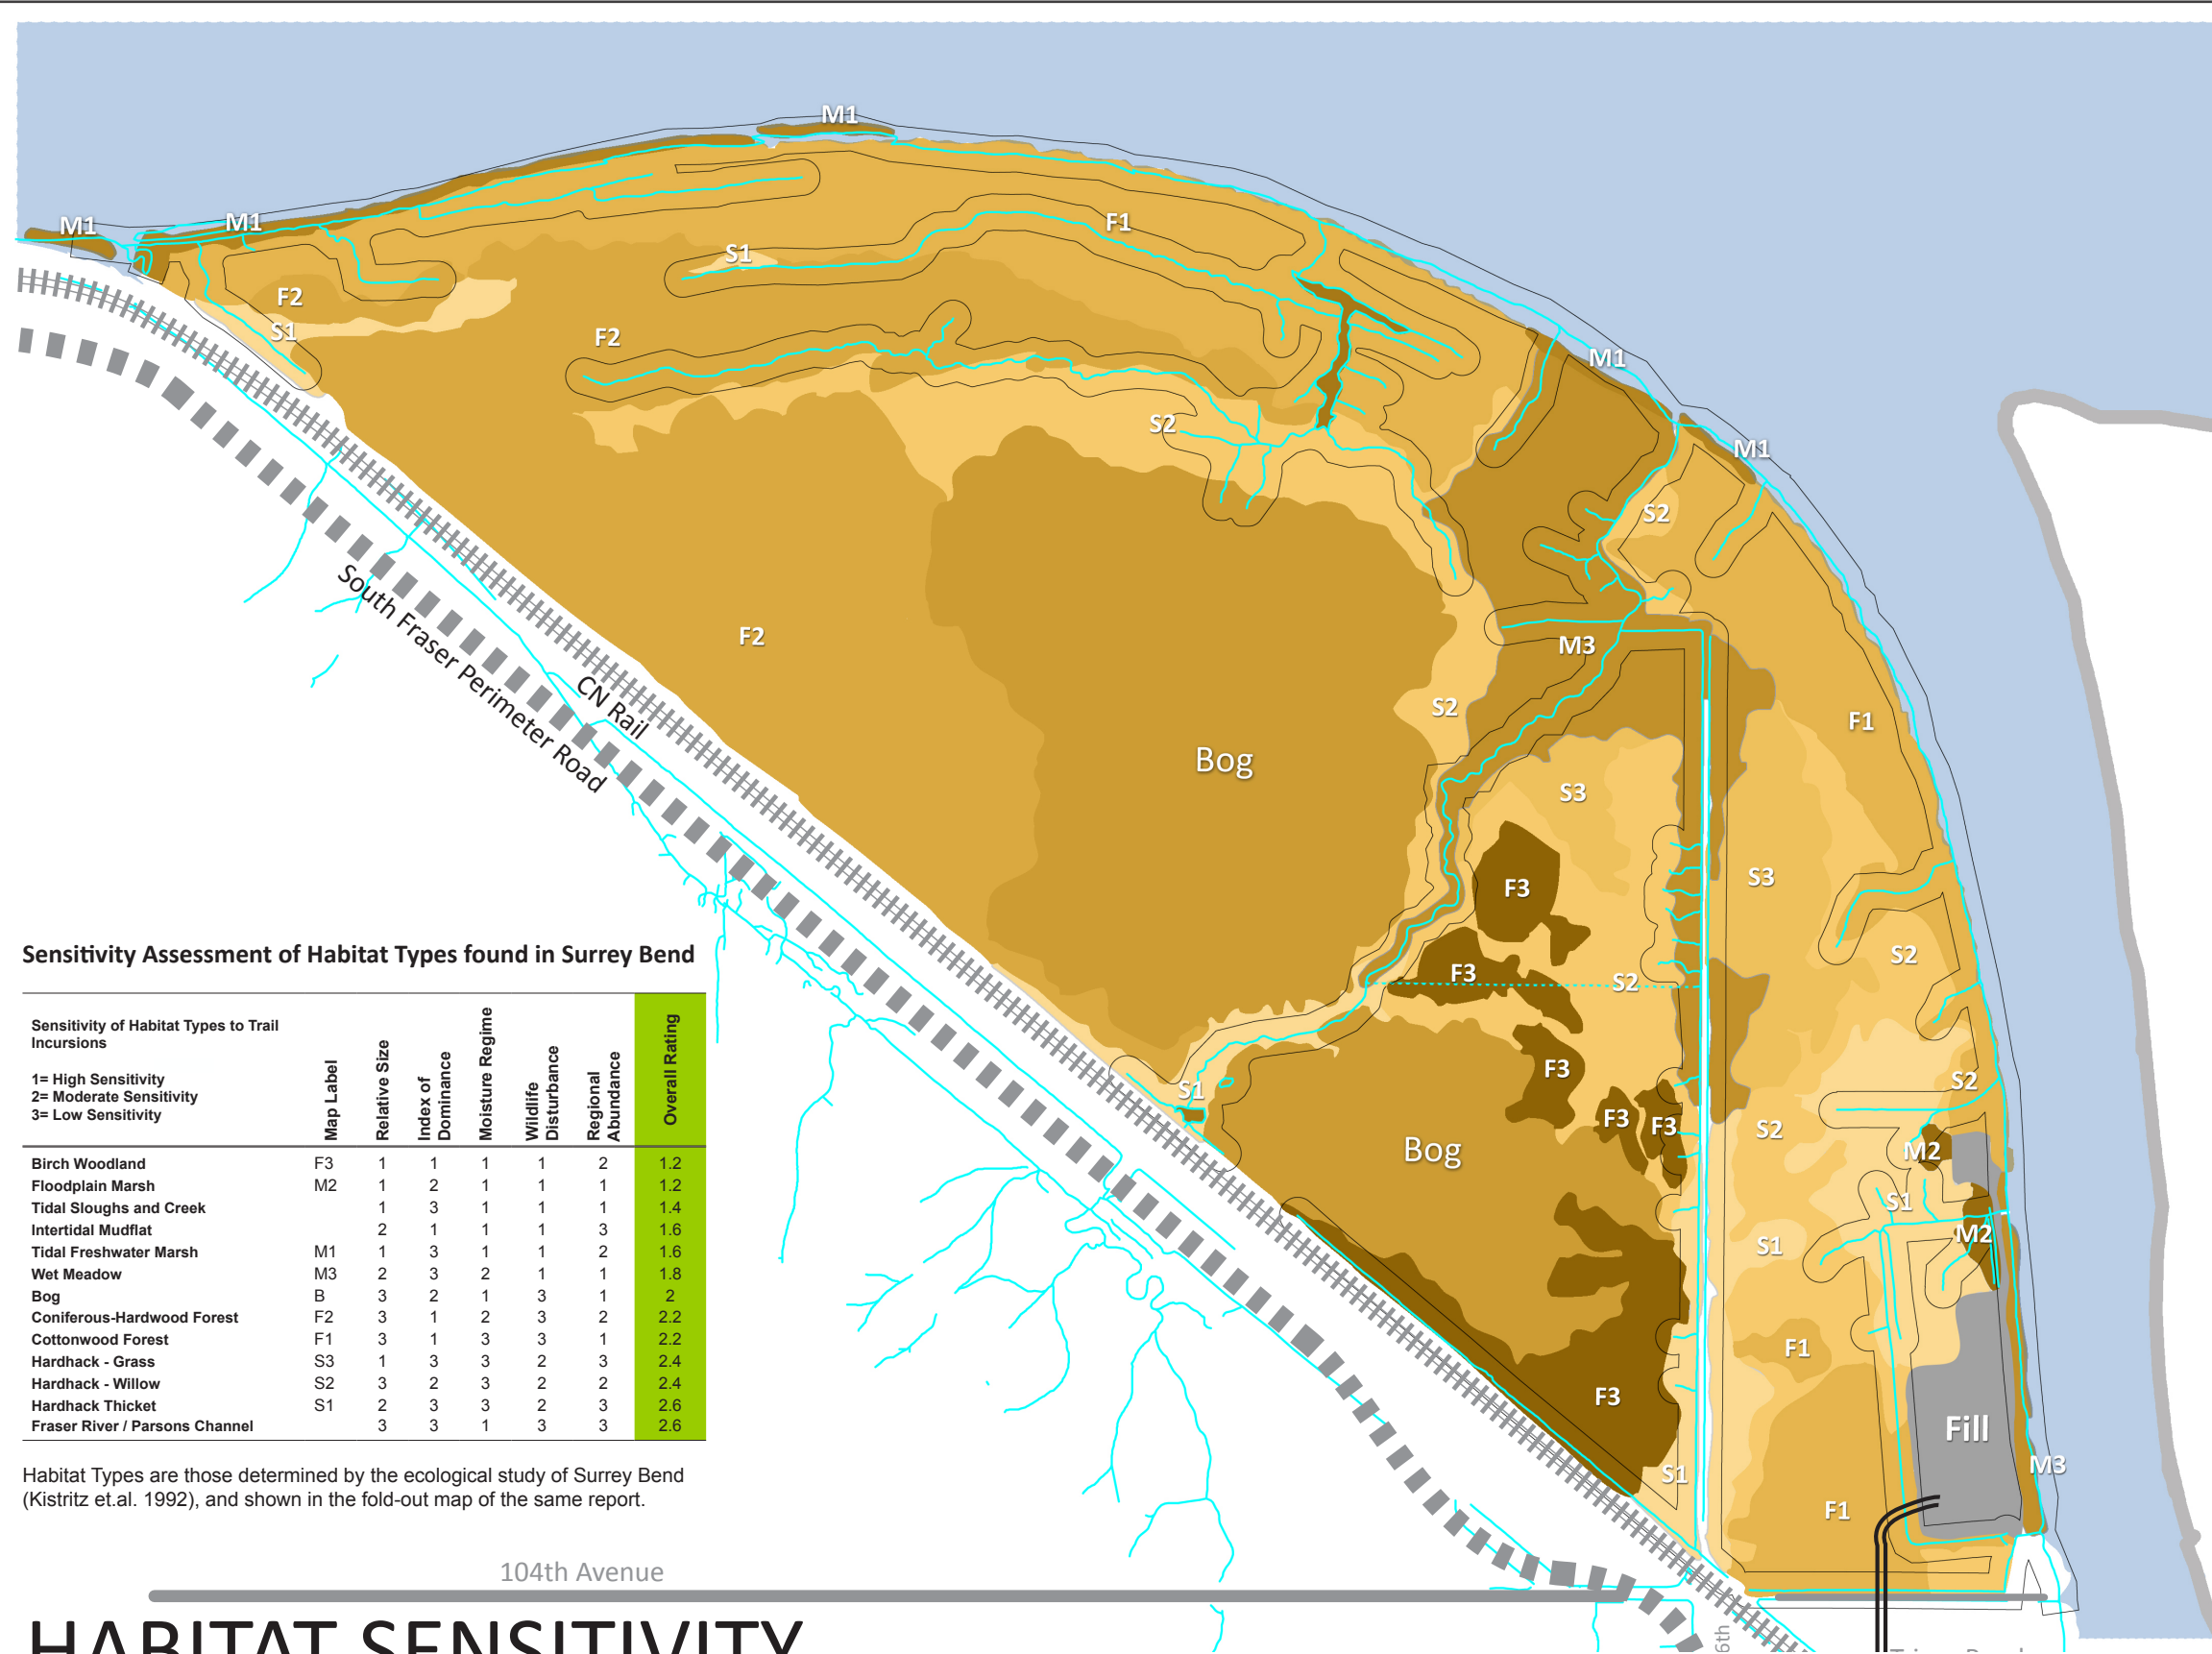 M1
M1
M1
F1
S1
F2
S1
F2
M1
S2
M1
S2
F2
M3
S2
F1
Bog
S3
S3
F3
S2
F3
S2
F3
S2
F3
F3
S2
S1
Bog
M2
S1
M2
S1
F1
F3
Fill
S1
M3
F1
South Fraser Perimeter Road
CN Rail
Sensitivity Assessment of Habitat Types found in Surrey Bend
Sensitivity of Habitat Types to Trail
Incursions
1= High Sensitivity
2= Moderate Sensitivity
3= Low Sensitivity
Map Label
Relative Size
Index of
Dominance
Moisture Regime
Wildlife
Disturbance
Regional
Abundance
Overall Rating
Birch Woodland F3 1 1 1 1 2 1.2
Floodplain Marsh M2 1 2 1 1 1 1.2
Tidal Sloughs and Creek 1 3 1 1 1 1.4
Intertidal Mudflat 2 1 1 1 3 1.6
Tidal Freshwater Marsh M1 1 3 1 1 2 1.6
Wet Meadow M3 2 3 2 1 1 1.8
Bog B 3 2 1 3 1 2
Coniferous-Hardwood Forest F2 3 1 2 3 2 2.2
Cottonwood Forest F1 3 1 3 3 1 2.2
Hardhack - Grass S3 1 3 3 2 3 2.4
Hardhack - Willow S2 3 2 3 2 2 2.4
Hardhack Thicket S1 2 3 3 2 3 2.6
Fraser River / Parsons Channel 3 3 1 3 3 2.6
Habitat Types are those determined by the ecological study of Surrey Bend
(Kistritz et.al. 1992), and shown in the fold-out map of the same report.
104th Avenue
HABITAT SENSITIVITY
6th